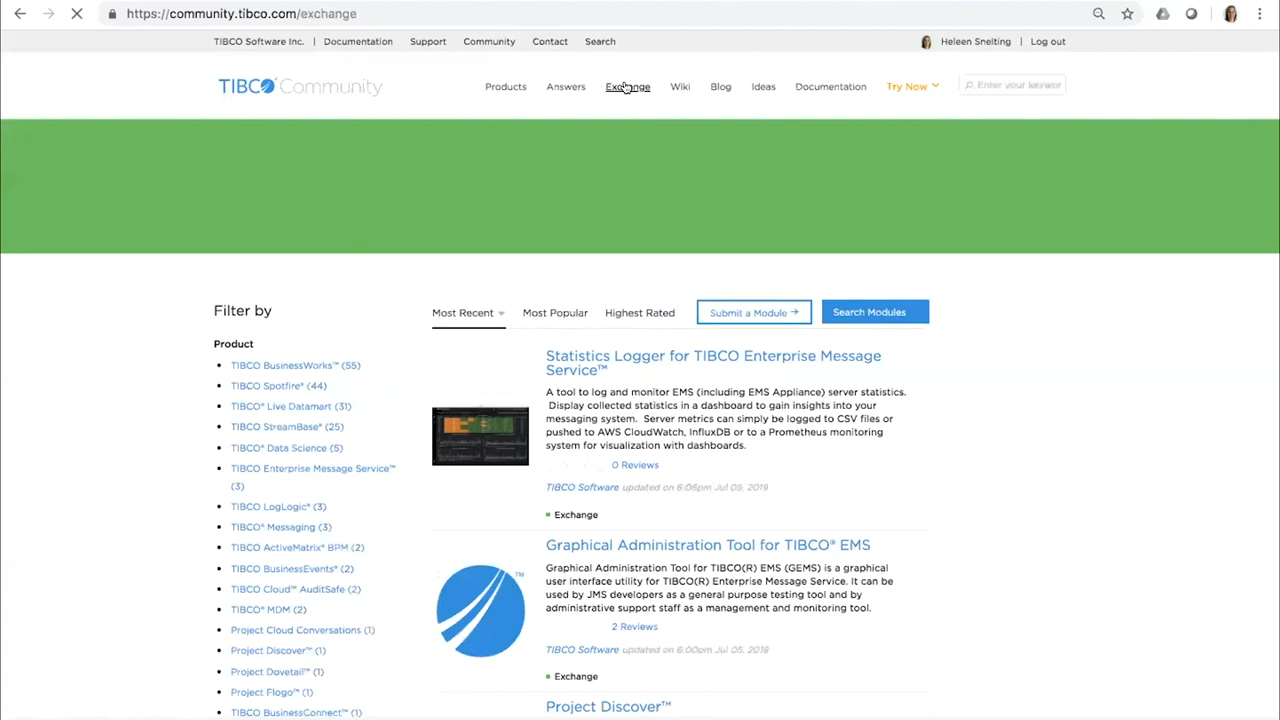 https://community.tibco.com/exchange
TIBCO Software Inc. | Documentation Support Community Contact Search
Heleen Snelting Log out
TIBCO Community
Products Answers Exchange Wiki Blog Ideas Documentation Try Now
Enter your keywor
Filter by
Product
TIBCO BusinessWorks™ (55)
TIBCO Spotfire® (44)
TIBCO® Live Datamart (31)
TIBCO StreamBase® (25)
TIBCO® Data Science (5)
TIBCO Enterprise Message Service™
(3)
TIBCO LogLogic® (3)
TIBCO® Messaging (3)
TIBCO ActiveMatrix® BPM (2)
TIBCO BusinessEvents® (2)
TIBCO Cloud™ AuditSafe (2)
TIBCO® MDM (2)
Project Cloud Conversations (1)
Project Discover™ (1)
Project Dovetail™ (1)
Project Flogo™ (1)
TIBCO BusinessConnect™ (1)
Most Recent Most Popular Highest Rated Submit a Module → Search Modules
Statistics Logger for TIBCO Enterprise Message
Service™
A tool to log and monitor EMS (including EMS Appliance) server statistics.
Display collected statistics in a dashboard to gain insights into your
messaging system. Server metrics can simply be logged to CSV files or
pushed to AWS CloudWatch, InfluxDB or to a Prometheus monitoring
system for visualization with dashboards.
0 Reviews
TIBCO Software updated on 6:06pm Jul 09, 2019
Exchange
Graphical Administration Tool for TIBCO® EMS
Graphical Administration Tool for TIBCO(R) EMS (GEMS) is a graphical
user interface utility for TIBCO(R) Enterprise Message Service. It can be
used by JMS developers as a general purpose testing tool and by
administrative support staff as a management and monitoring tool.
2 Reviews
TIBCO Software updated on 6:00pm Jul 05, 2019
Exchange
Project Discover™